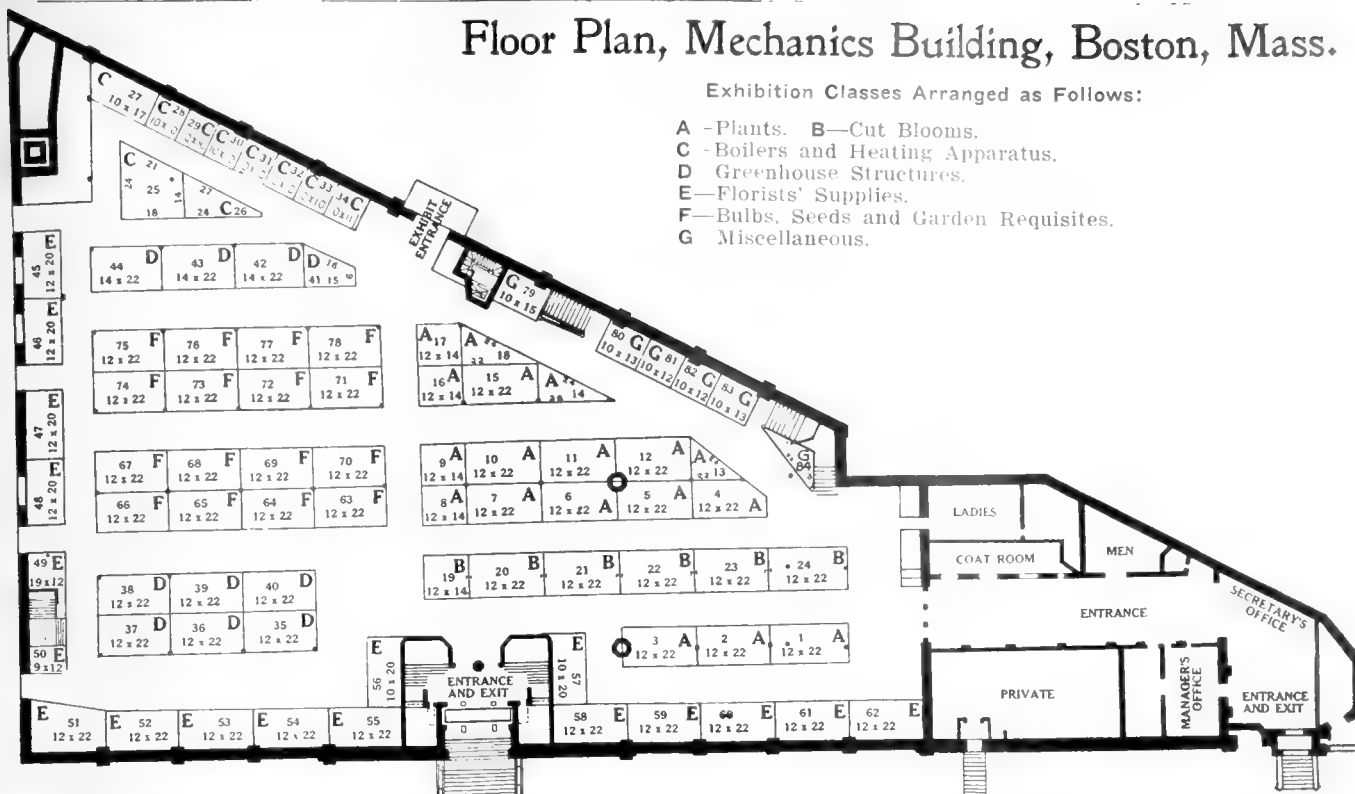 Floor Plan, Mechanics Building, Boston, Mass.
Exhibition Classes Arranged as Follows:
A -Plants. B—Cut Blooms.
C -Boilers and Heating Apparatus.
D Greenhouse Structures.
E—Florists' Supplies.
F—Bulbs, Seeds and Garden Requisites.
G Miscellaneous.
C 27 10 x 17
C 28
29 C
C 30
C 31
C 32
C 33
34 C
C 21
24 25 14 27
18 24 C 26
EXHIBIT ENTRANCE
45 E 12 x 20
46 E 12 x 20
47 E 12 x 20
48 E 12 x 20
49 E 19 x 12
50 E 9 x 12
44 D 14 x 22
43 D 14 x 22
42 D 14 x 22
D 16 41 15 6
G 79 10 x 15
80 G 10 x 13
G 81 10 x 12
82 G 10 x 12
83 G 10 x 13
G 84
75 F 12 x 22
76 F 12 x 22
77 F 12 x 22
78 F 12 x 22
74 F 12 x 22
73 F 12 x 22
72 F 12 x 22
71 F 12 x 22
A 17 12 x 14
A 22 18
16 A 12 x 14
15 A 12 x 22
A 14
67 F 12 x 22
68 F 12 x 22
69 F 12 x 22
70 F 12 x 22
66 F 12 x 22
65 F 12 x 22
64 F 12 x 22
63 F 12 x 22
9 A 12 x 14
10 A 12 x 22
11 A 12 x 22
12 A 12 x 22
A 22 13
8 A 12 x 14
7 A 12 x 22
6 A 12 x 22
5 A 12 x 22
4 A 12 x 22
19 B 12 x 14
20 B 12 x 22
21 B 12 x 22
22 B 12 x 22
23 B 12 x 22
24 B 12 x 22
38 D 12 x 22
39 D 12 x 22
40 D 12 x 22
37 D 12 x 22
36 D 12 x 22
35 D 12 x 22
3 A 12 x 22
2 A 12 x 22
1 A 12 x 22
E 56 10 x 20
ENTRANCE AND EXIT
E 57 10 x 20
E 51 12 x 22
E 52 12 x 22
E 53 12 x 22
E 54 12 x 22
E 55 12 x 22
58 E 12 x 22
59 E 12 x 22
60 E 12 x 22
61 E 12 x 22
62 E 12 x 22
LADIES
COAT ROOM
MEN
ENTRANCE
SECRETARY'S OFFICE
PRIVATE
MANAGER'S OFFICE
ENTRANCE AND EXIT